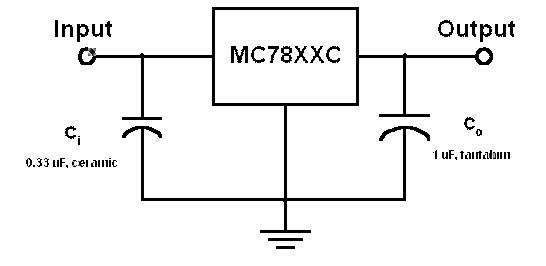 Input
Output
MC78XXC
Ci
0.33 uF, ceramic
Co
1 uF, tantalum